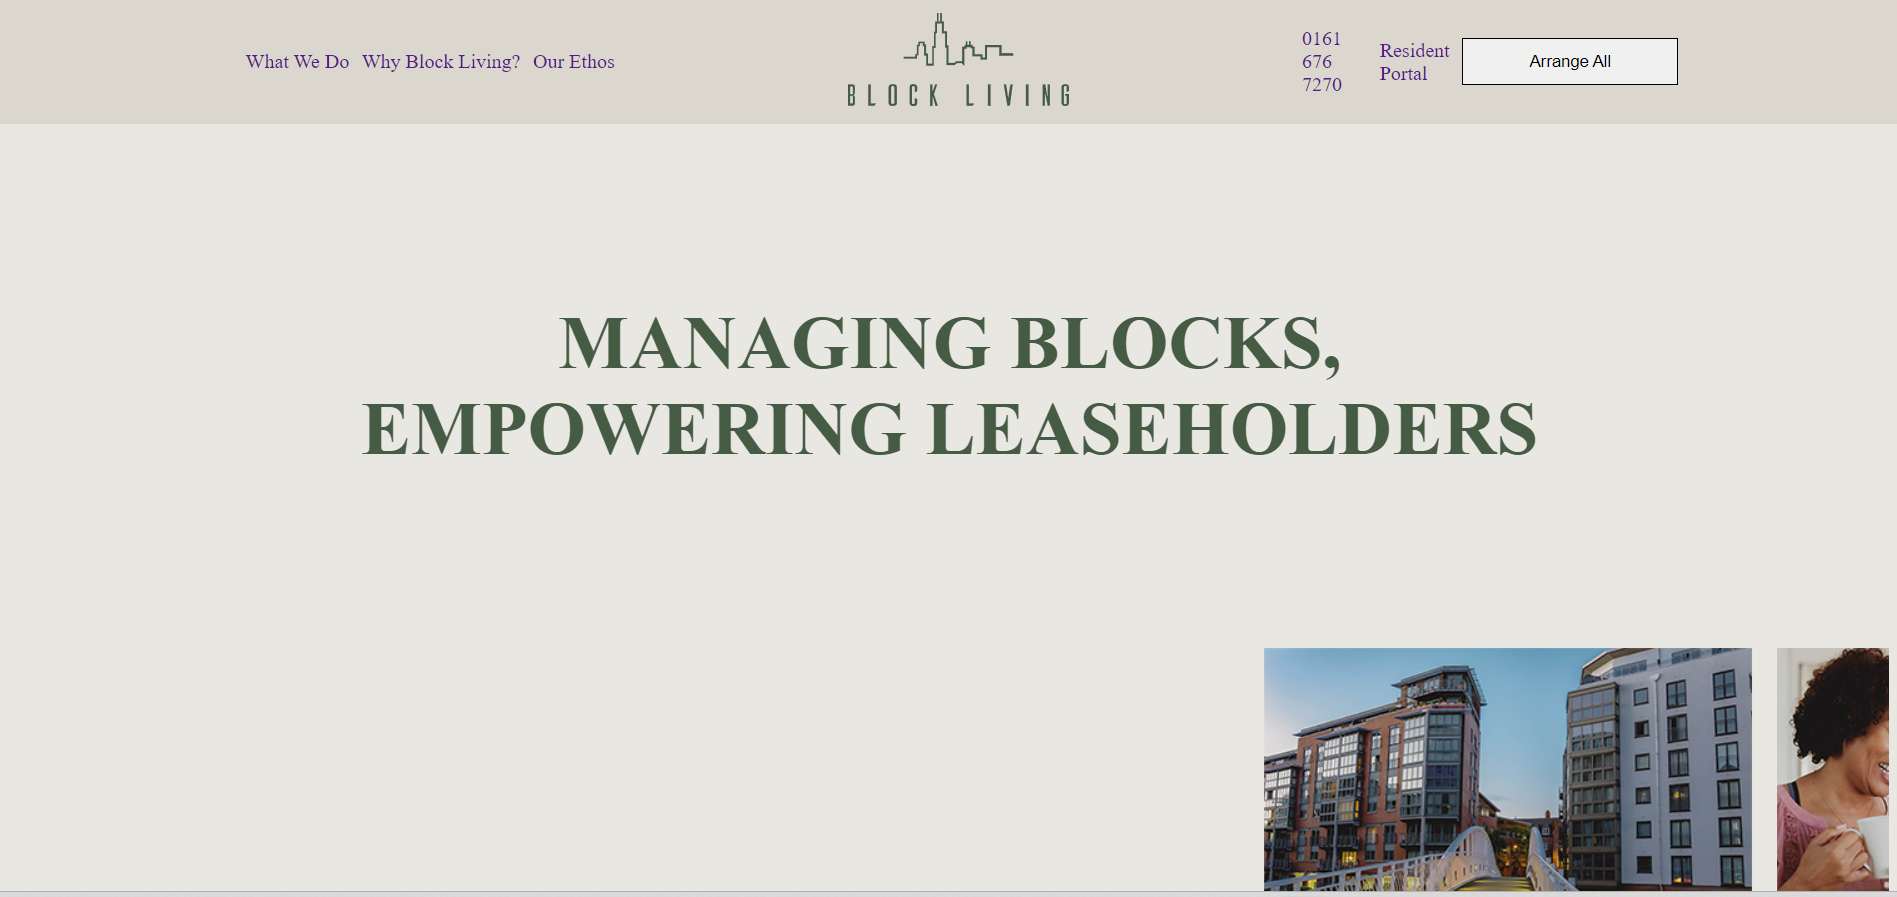 What We Do Why Block Living? Our Ethos
BLOCK LIVING
0161
676
7270
Resident
Portal
Arrange All
MANAGING BLOCKS,
EMPOWERING LEASEHOLDERS